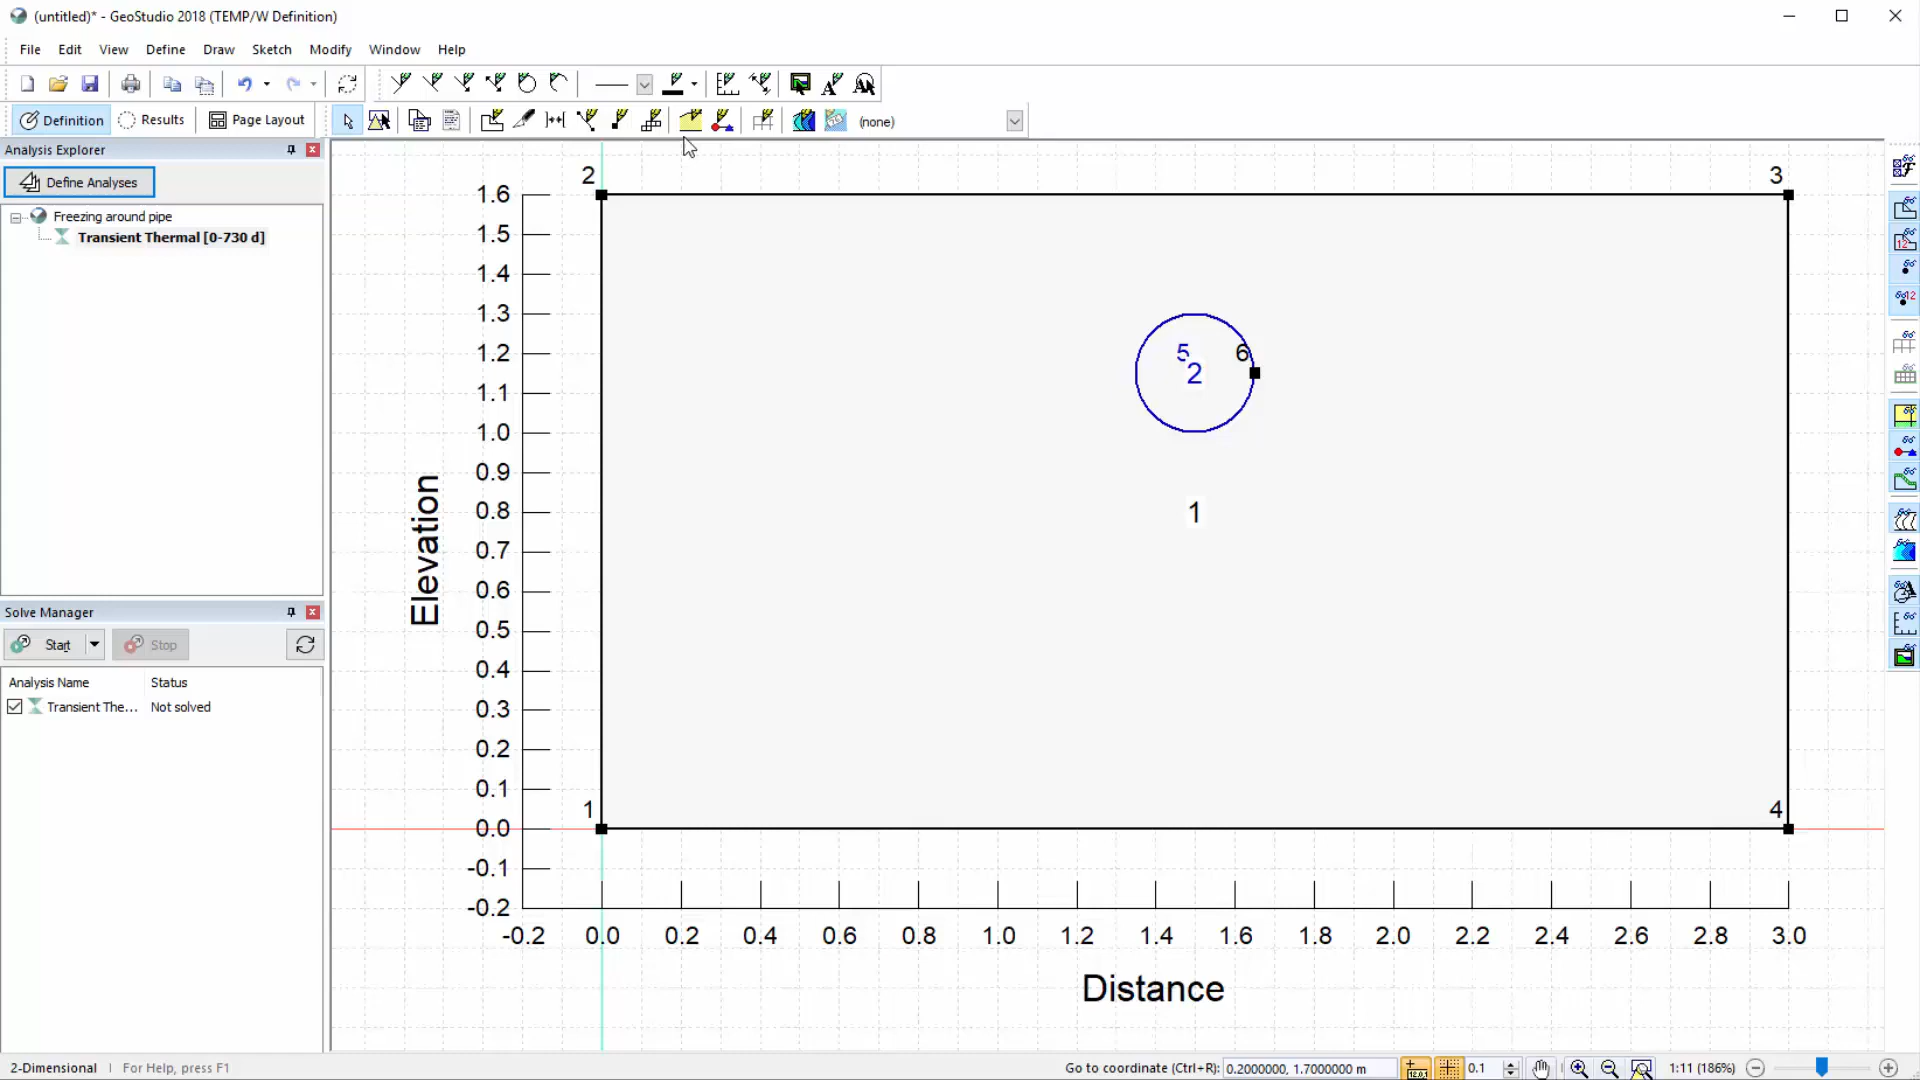 (untitled)* - GeoStudio 2018 (TEMP/W Definition)
File Edit View Define Draw Sketch Modify Window Help
Definition Results Page Layout (none)
Analysis Explorer
Define Analyses
Freezing around pipe
Transient Thermal [0-730 d]
Solve Manager
Start Stop
Analysis Name Status
Transient The... Not solved
2 3
1.6
1.5
1.4
1.3
1.2
1.1
1.0
0.9
0.8
0.7
0.6
0.5
0.4
0.3
0.2
0.1
0.0
-0.1
-0.2
Elevation
5 6
2
1
1 4
-0.2 0.0 0.2 0.4 0.6 0.8 1.0 1.2 1.4 1.6 1.8 2.0 2.2 2.4 2.6 2.8 3.0
Distance
2-Dimensional For Help, press F1 Go to coordinate (Ctrl+R): 0.2000000, 1.7000000 m 0.1 1:11 (186%)